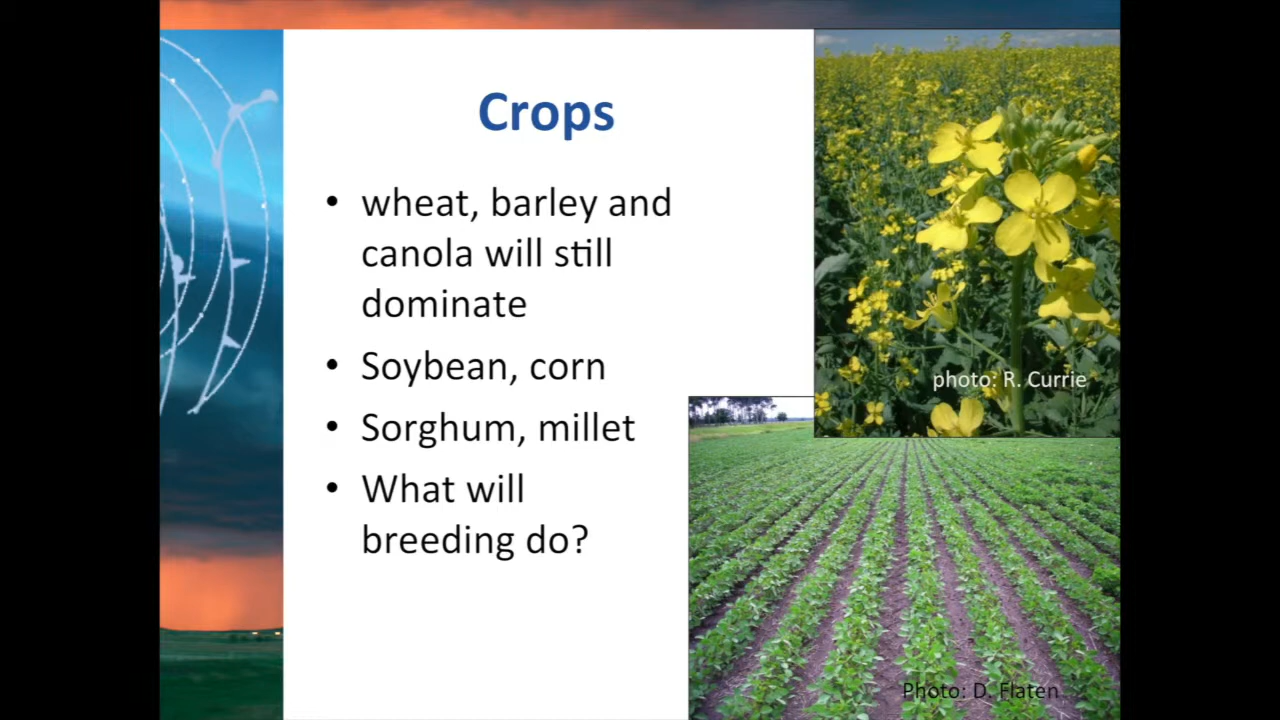 Crops
• wheat, barley and
canola will still
dominate
• Soybean, corn
• Sorghum, millet
• What will
breeding do?
photo: R. Currie
Photo: D. Flaten